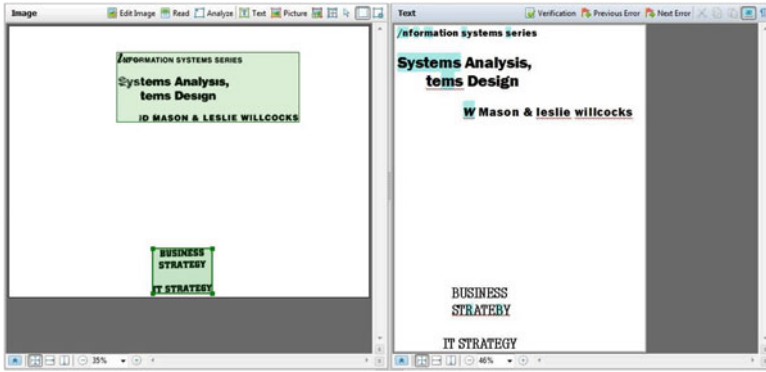 Image Edit Image Read Analyze Text Picture
INFORMATION SYSTEMS SERIES
Systems Analysis,
tems Design
D MASON & LESLIE WILLCOCKS
BUSINESS
STRATEGY
IT STRATEGY
35%
Text Verification Previous Error Next Error
/nformation systems series
Systems Analysis,
tems Design
W Mason & leslie willcocks
BUSINESS
STRATEBY
IT STRATEGY
46%